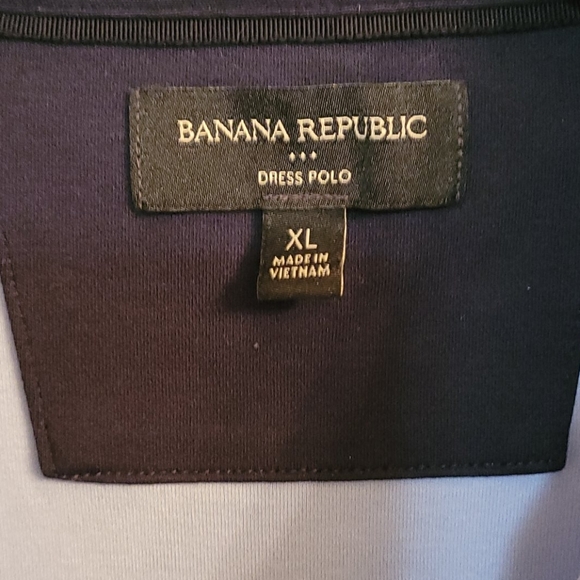 BANANA REPUBLIC
DRESS POLO
XL
MADE IN
VIETNAM